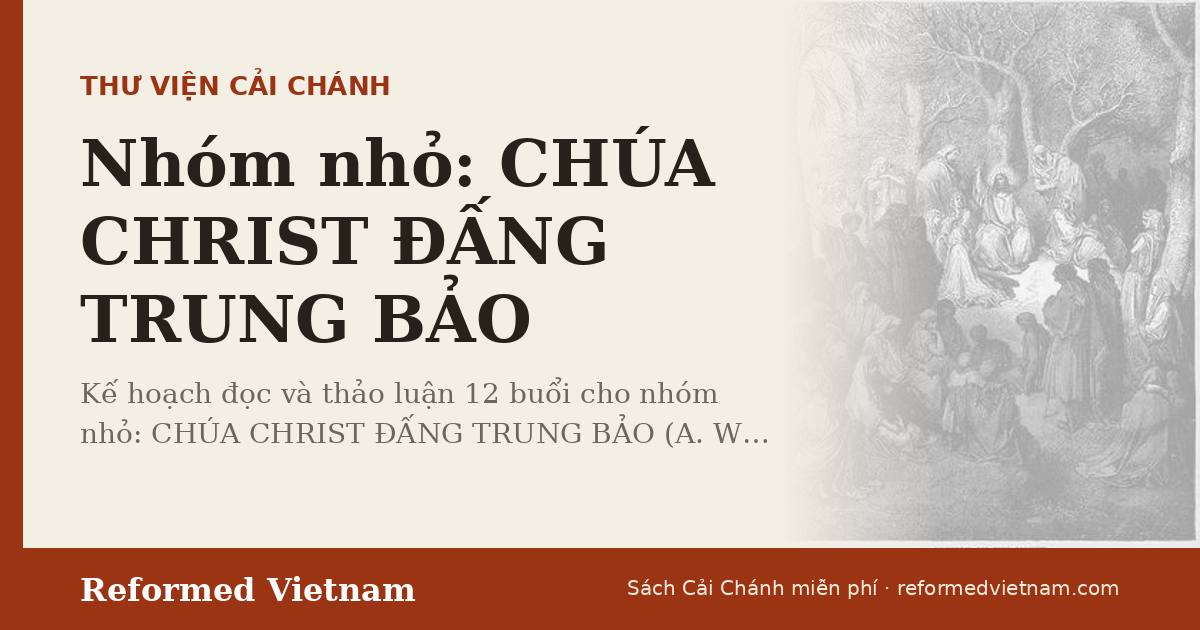 THƯ VIỆN CẢI CHÁNH
Nhóm nhỏ: CHÚA
CHRIST ĐẤNG
TRUNG BẢO
Kế hoạch đọc và thảo luận 12 buổi cho nhóm
nhỏ: CHÚA CHRIST ĐẤNG TRUNG BẢO (A. W…
Reformed Vietnam
Sách Cải Chánh miễn phí · reformedvietnam.com